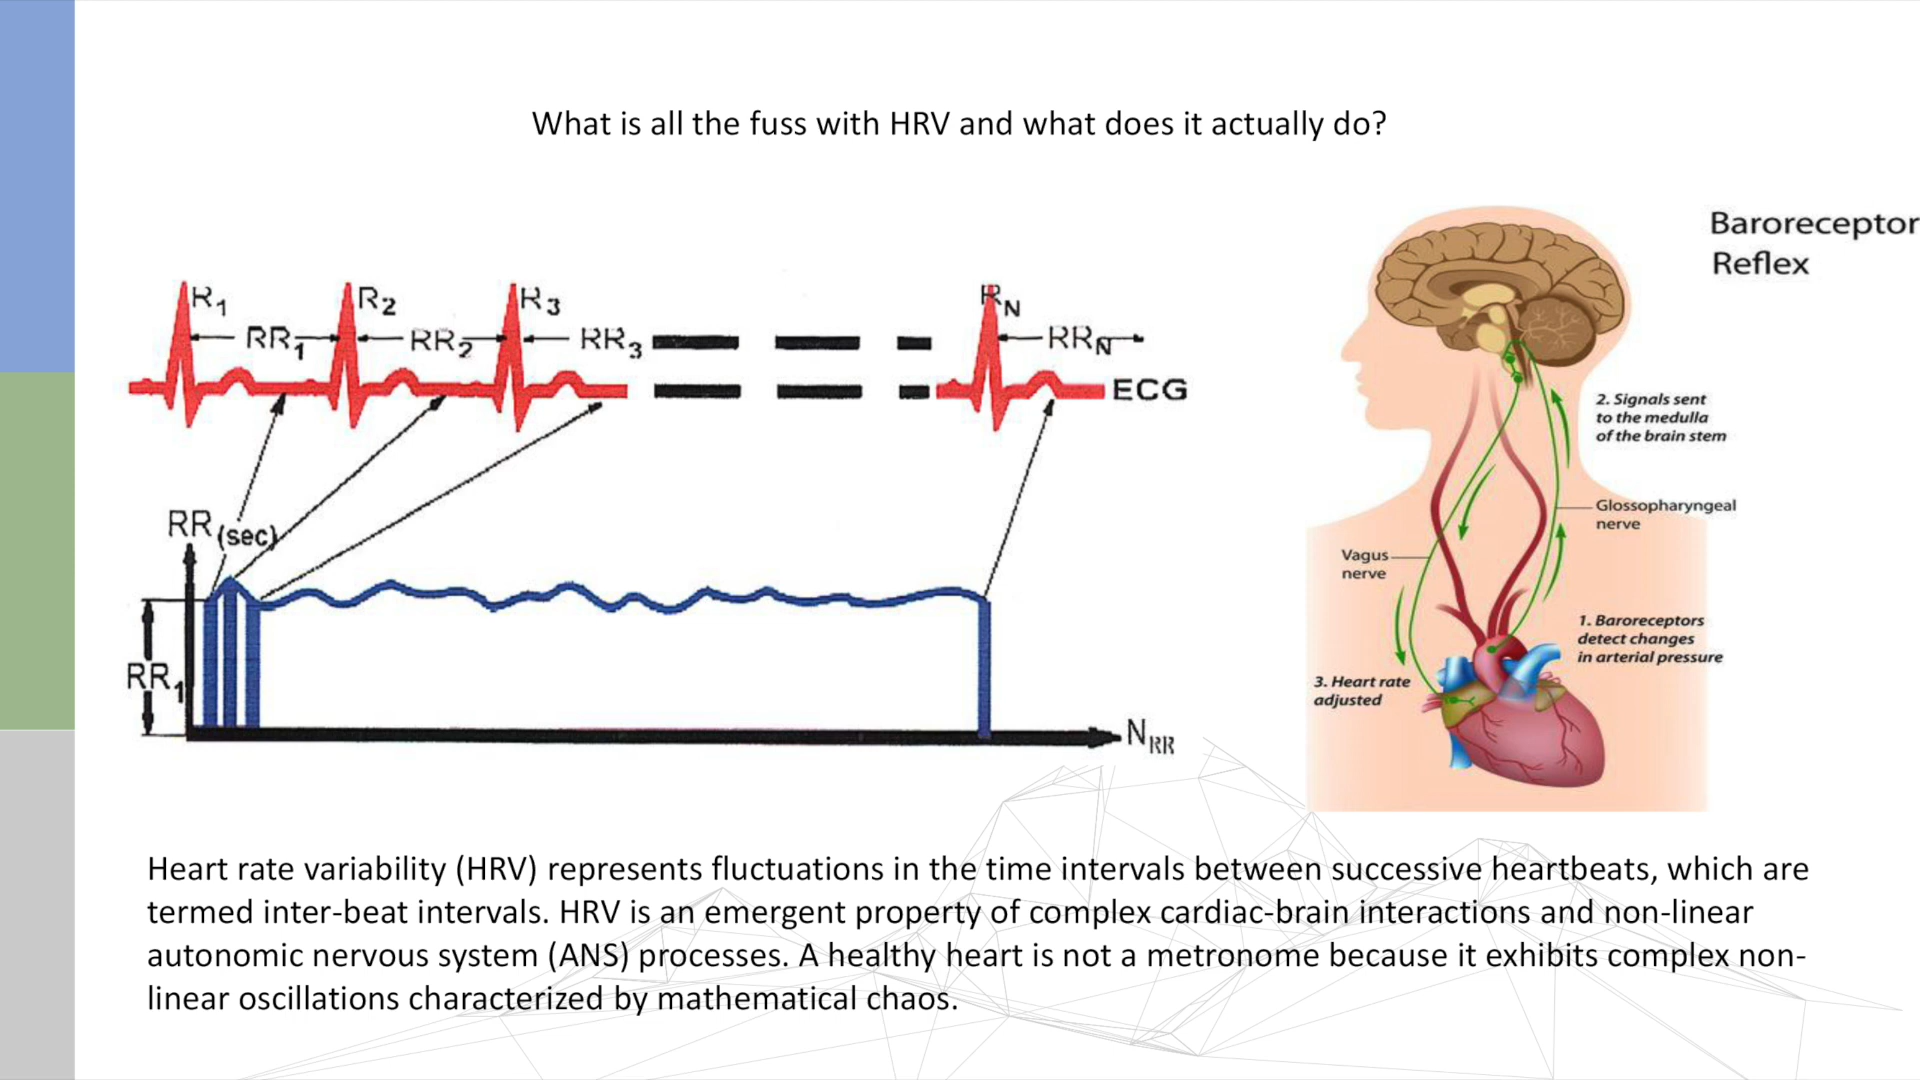 What is all the fuss with HRV and what does it actually do?
R1 R2 R3 RN
RR1 RR2 RR3 RRN
ECG
RR(sec)
RR1
NRR
Baroreceptor
Reflex
2. Signals sent
to the medulla
of the brain stem
Glossopharyngeal
nerve
Vagus
nerve
1. Baroreceptors
detect changes
in arterial pressure
3. Heart rate
adjusted
Heart rate variability (HRV) represents fluctuations in the time intervals between successive heartbeats, which are
termed inter-beat intervals. HRV is an emergent property of complex cardiac-brain interactions and non-linear
autonomic nervous system (ANS) processes. A healthy heart is not a metronome because it exhibits complex non-
linear oscillations characterized by mathematical chaos.